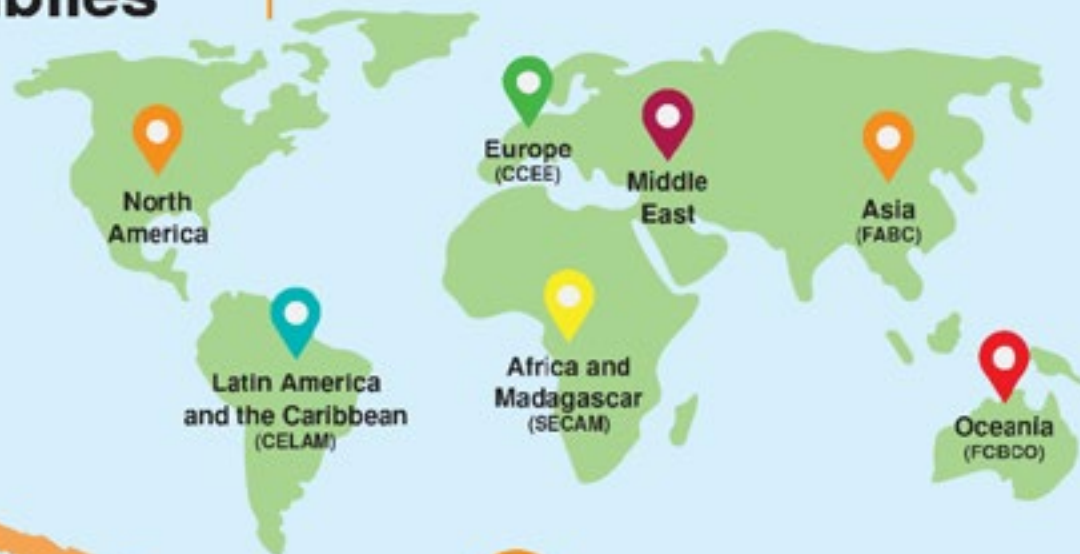 Europe
(CCEE)
Middle
East
North
America
Asia
(FABC)
Latin America
and the Caribbean
(CELAM)
Africa and
Madagascar
(SECAM)
Oceania
(FCBCO)